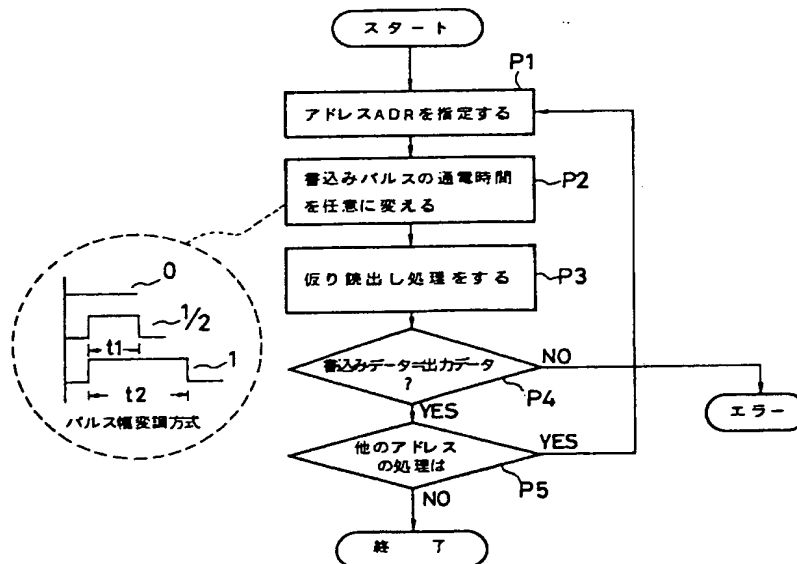 スタート
P1
アドレスADRを指定する
書込みパルスの通電時間
を任意に変える
P2
仮り読出し処理をする
P3
0
1/2
t1
1
t2
パルス幅変調方式
書込みデータ=出力データ
?
NO
P4
YES
エラー
他のアドレス
の処理は
YES
P5
NO
終了